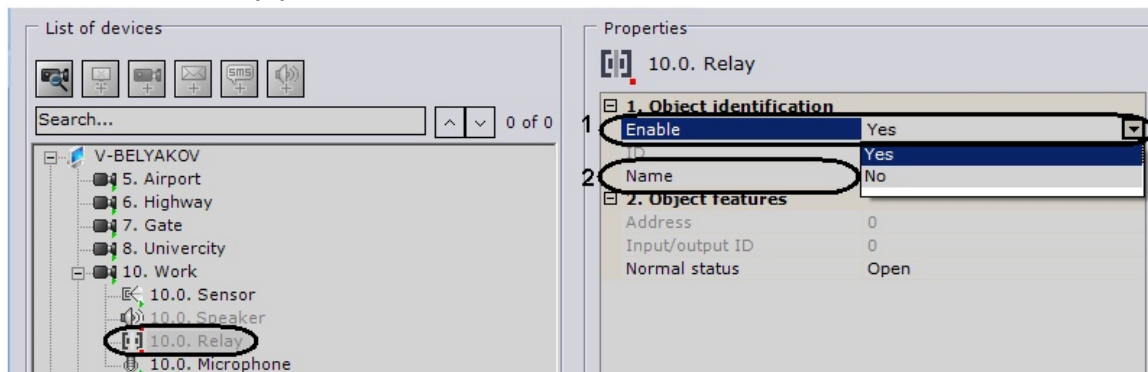 List of devices
SMS
Search...
0 of 0
V-BELYAKOV
5. Airport
6. Highway
7. Gate
8. Univercity
10. Work
10.0. Sensor
10.0. Speaker
10.0. Relay
10.0. Microphone
Properties
10.0. Relay
1. Object identification
1 Enable Yes
ID Yes
2 Name No
2. Object features
Address 0
Input/output ID 0
Normal status Open